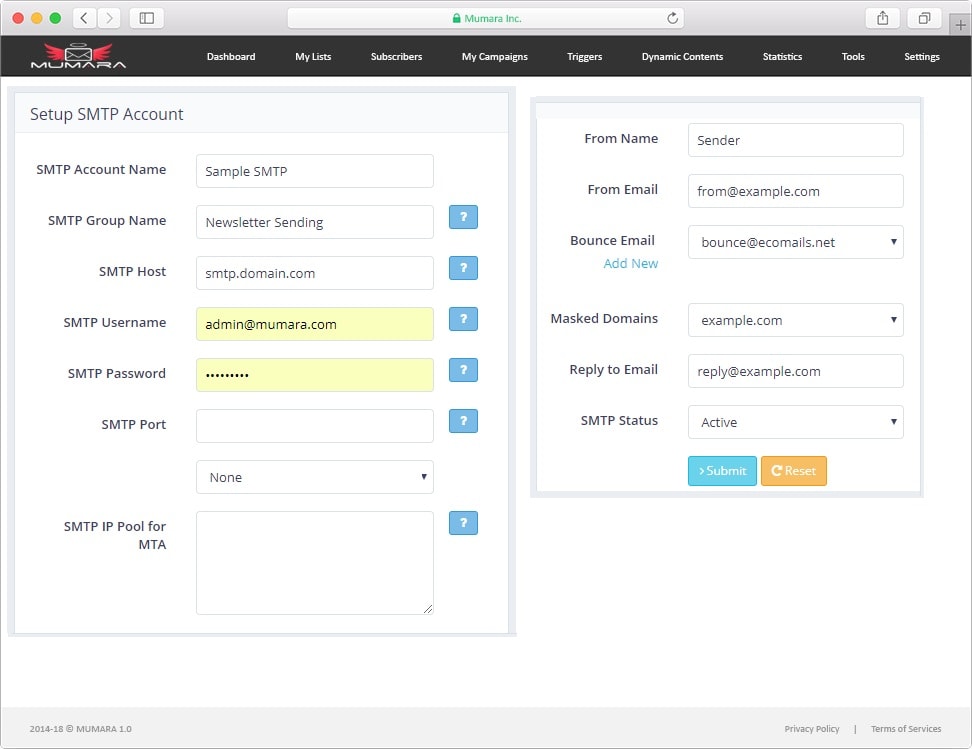 Mumara Inc.
MUMARA
Dashboard My Lists Subscribers My Campaigns Triggers Dynamic Contents Statistics Tools Settings
Setup SMTP Account
SMTP Account Name Sample SMTP
SMTP Group Name Newsletter Sending ?
SMTP Host smtp.domain.com ?
SMTP Username admin@mumara.com ?
SMTP Password ••••••••• ?
SMTP Port ?
None
SMTP IP Pool for ?
MTA
From Name Sender
From Email from@example.com
Bounce Email bounce@ecomails.net
Add New
Masked Domains example.com
Reply to Email reply@example.com
SMTP Status Active
Submit Reset
2014-18 © MUMARA 1.0 Privacy Policy | Terms of Services